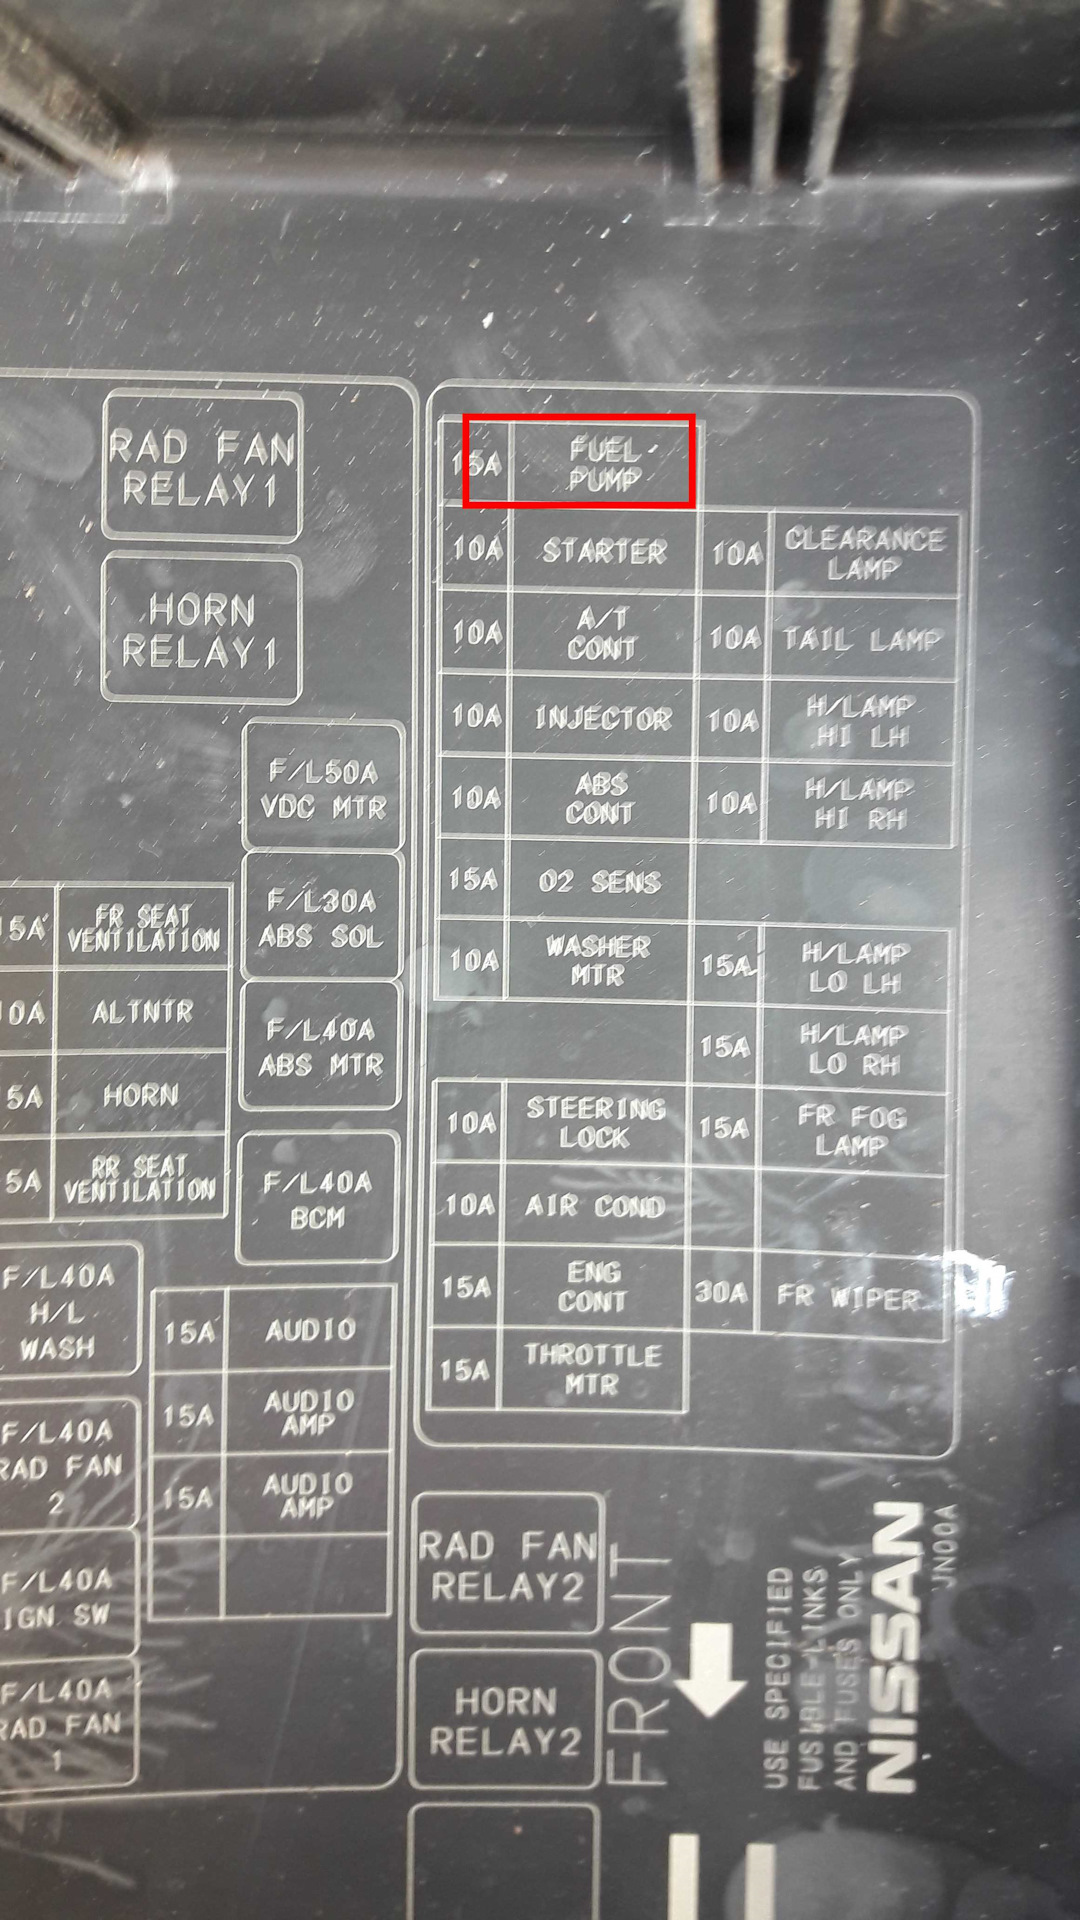 RAD FAN
RELAY1
HORN
RELAY1
F/L50A
VDC MTR
F/L30A
ABS SOL
F/L40A
ABS MTR
F/L40A
BCM
15A FR SEAT
VENTILATION
10A ALTNTR
5A HORN
5A RR SEAT
VENTILATION
F/L40A
H/L
WASH
F/L40A
RAD FAN
2
F/L40A
IGN SW
F/L40A
RAD FAN
1
15A AUDIO
15A AUDIO
AMP
15A AUDIO
AMP
15A FUEL
PUMP
10A STARTER
10A CLEARANCE
LAMP
10A A/T
CONT
10A TAIL LAMP
10A INJECTOR
10A H/LAMP
HI LH
10A ABS
CONT
10A H/LAMP
HI RH
15A O2 SENS
10A WASHER
MTR
15A H/LAMP
LO LH
15A H/LAMP
LO RH
10A STEERING
LOCK
15A FR FOG
LAMP
10A AIR COND
15A ENG
CONT
30A FR WIPER
15A THROTTLE
MTR
RAD FAN
RELAY2
HORN
RELAY2
FRONT
USE SPECIFIED
FUSIBLE-LINKS
AND FUSES ONLY
NISSAN
JN00A